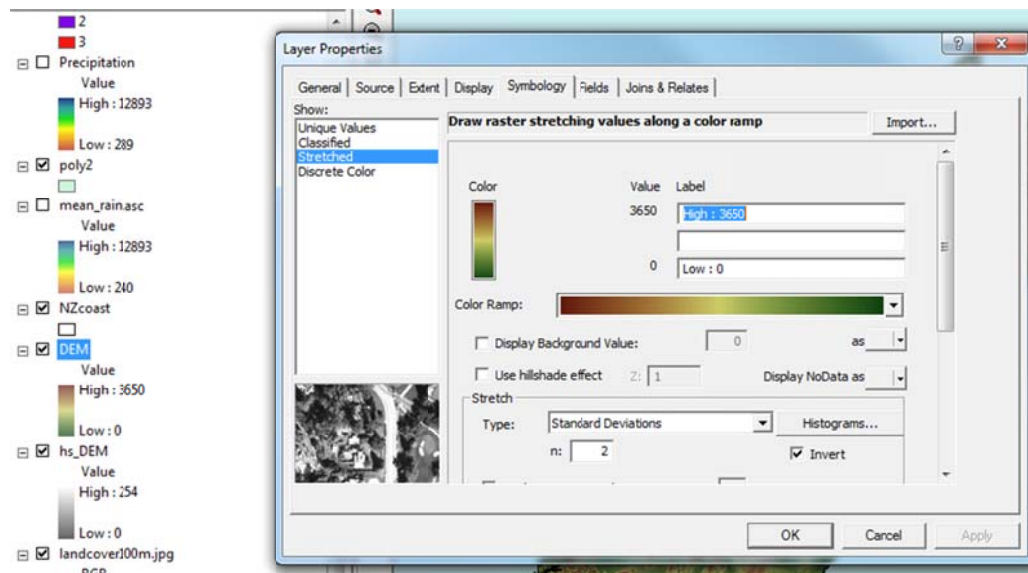 2
3
Precipitation
Value
High : 12893
Low : 289
poly2
mean_rain.asc
Value
High : 12893
Low : 240
NZcoast
DEM
Value
High : 3650
Low : 0
hs_DEM
Value
High : 254
Low : 0
landcover100m.jpg
Layer Properties
General Source Extent Display Symbology Fields Joins & Relates
Show:
Unique Values
Classified
Stretched
Discrete Color
Draw raster stretching values along a color ramp Import...
Color Value Label
3650 High : 3650
0 Low : 0
Color Ramp:
Display Background Value: 0 as
Use hillshade effect Z: 1 Display NoData as
Stretch
Type: Standard Deviations Histograms...
n: 2 Invert
OK Cancel Apply